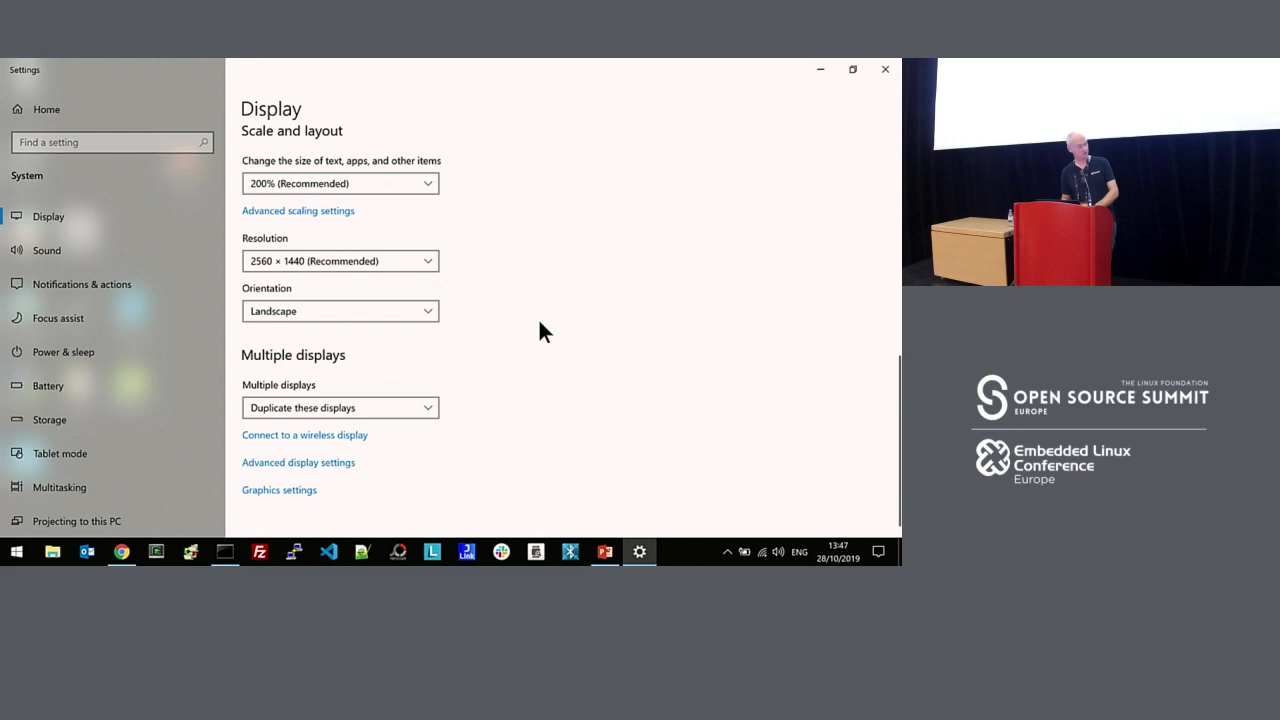 Settings
Home
Find a setting
System
Display
Sound
Notifications & actions
Focus assist
Power & sleep
Battery
Storage
Tablet mode
Multitasking
Projecting to this PC
Display
Scale and layout
Change the size of text, apps, and other items
200% (Recommended)
Advanced scaling settings
Resolution
2560 × 1440 (Recommended)
Orientation
Landscape
Multiple displays
Multiple displays
Duplicate these displays
Connect to a wireless display
Advanced display settings
Graphics settings
ENG
13:47
28/10/2019
THE LINUX FOUNDATION
OPEN SOURCE SUMMIT
EUROPE
Embedded Linux
Conference
Europe